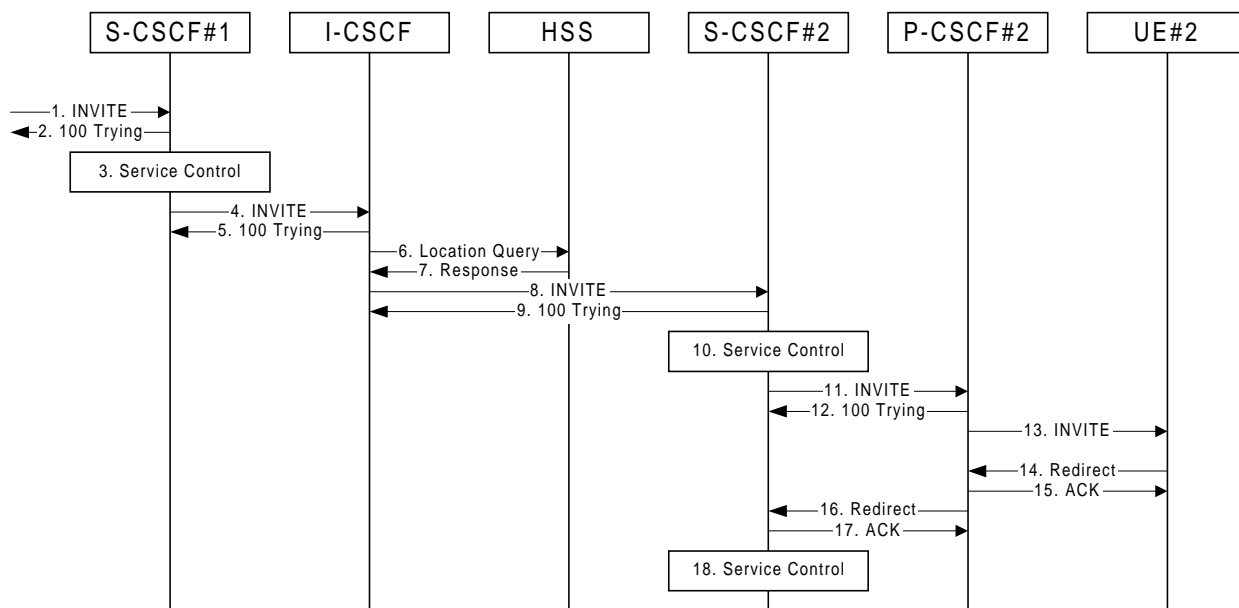 S-CSCF#1
I-CSCF
HSS
S-CSCF#2
P-CSCF#2
UE#2
1. INVITE
2. 100 Trying
3. Service Control
4. INVITE
5. 100 Trying
6. Location Query
7. Response
8. INVITE
9. 100 Trying
10. Service Control
11. INVITE
12. 100 Trying
13. INVITE
14. Redirect
15. ACK
16. Redirect
17. ACK
18. Service Control